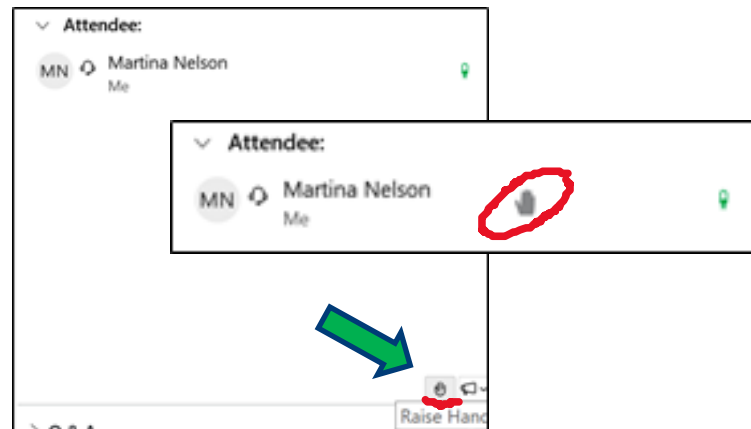 Attendee:
MN Martina Nelson
Me
Attendee:
MN Martina Nelson
Me
Raise Hand
Q & A